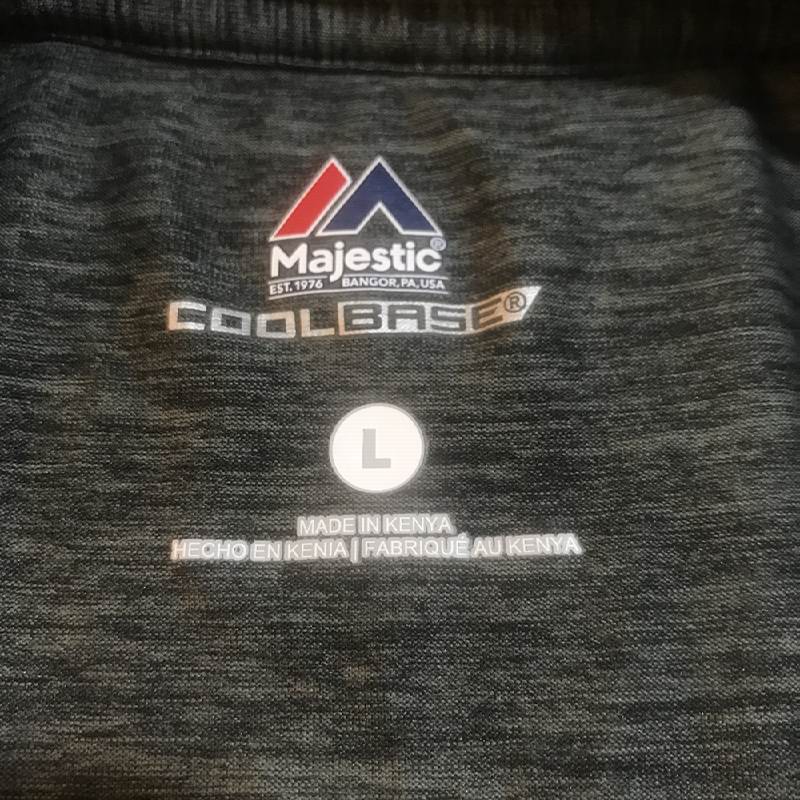 Majestic®
EST. 1976 BANGOR, PA, USA
COOLBASE®
L
MADE IN KENYA
HECHO EN KENIA | FABRIQUÉ AU KENYA